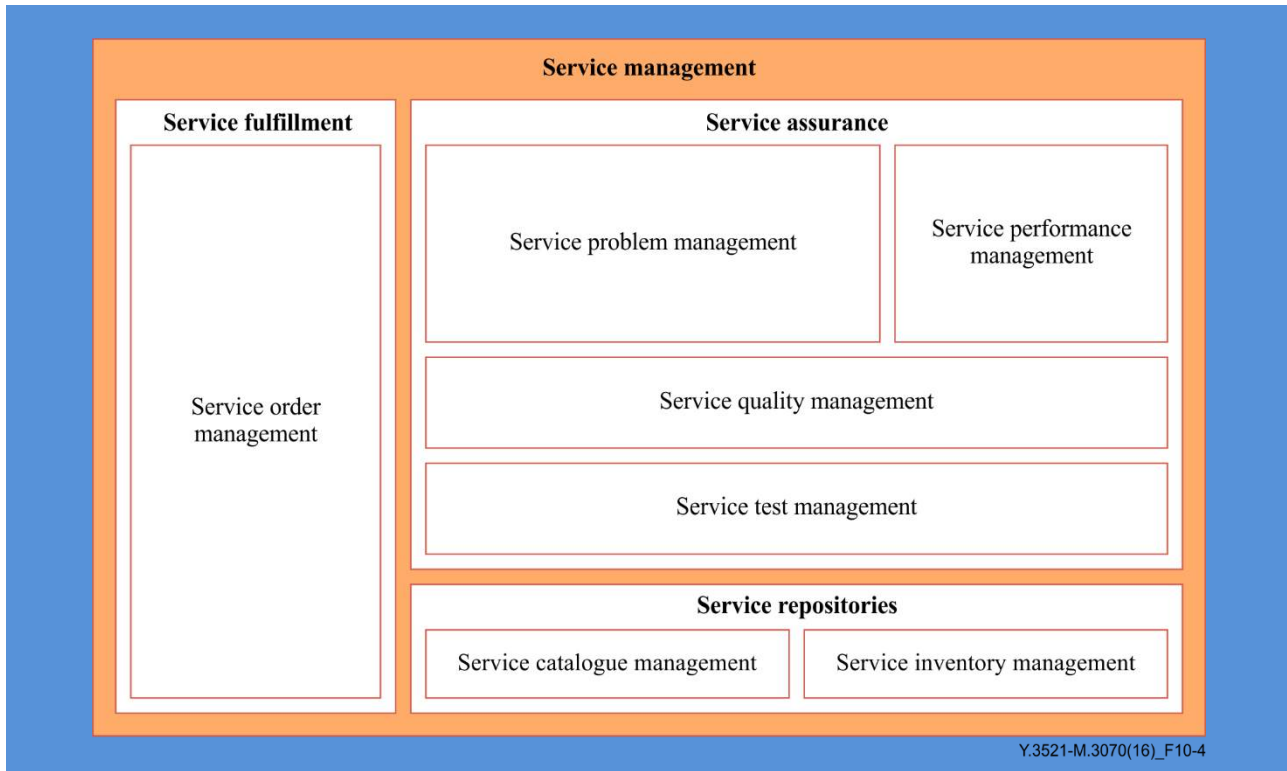 Service management
Service fulfillment
Service order
management
Service assurance
Service problem management
Service performance
management
Service quality management
Service test management
Service repositories
Service catalogue management
Service inventory management
Y.3521-M.3070(16)_F10-4